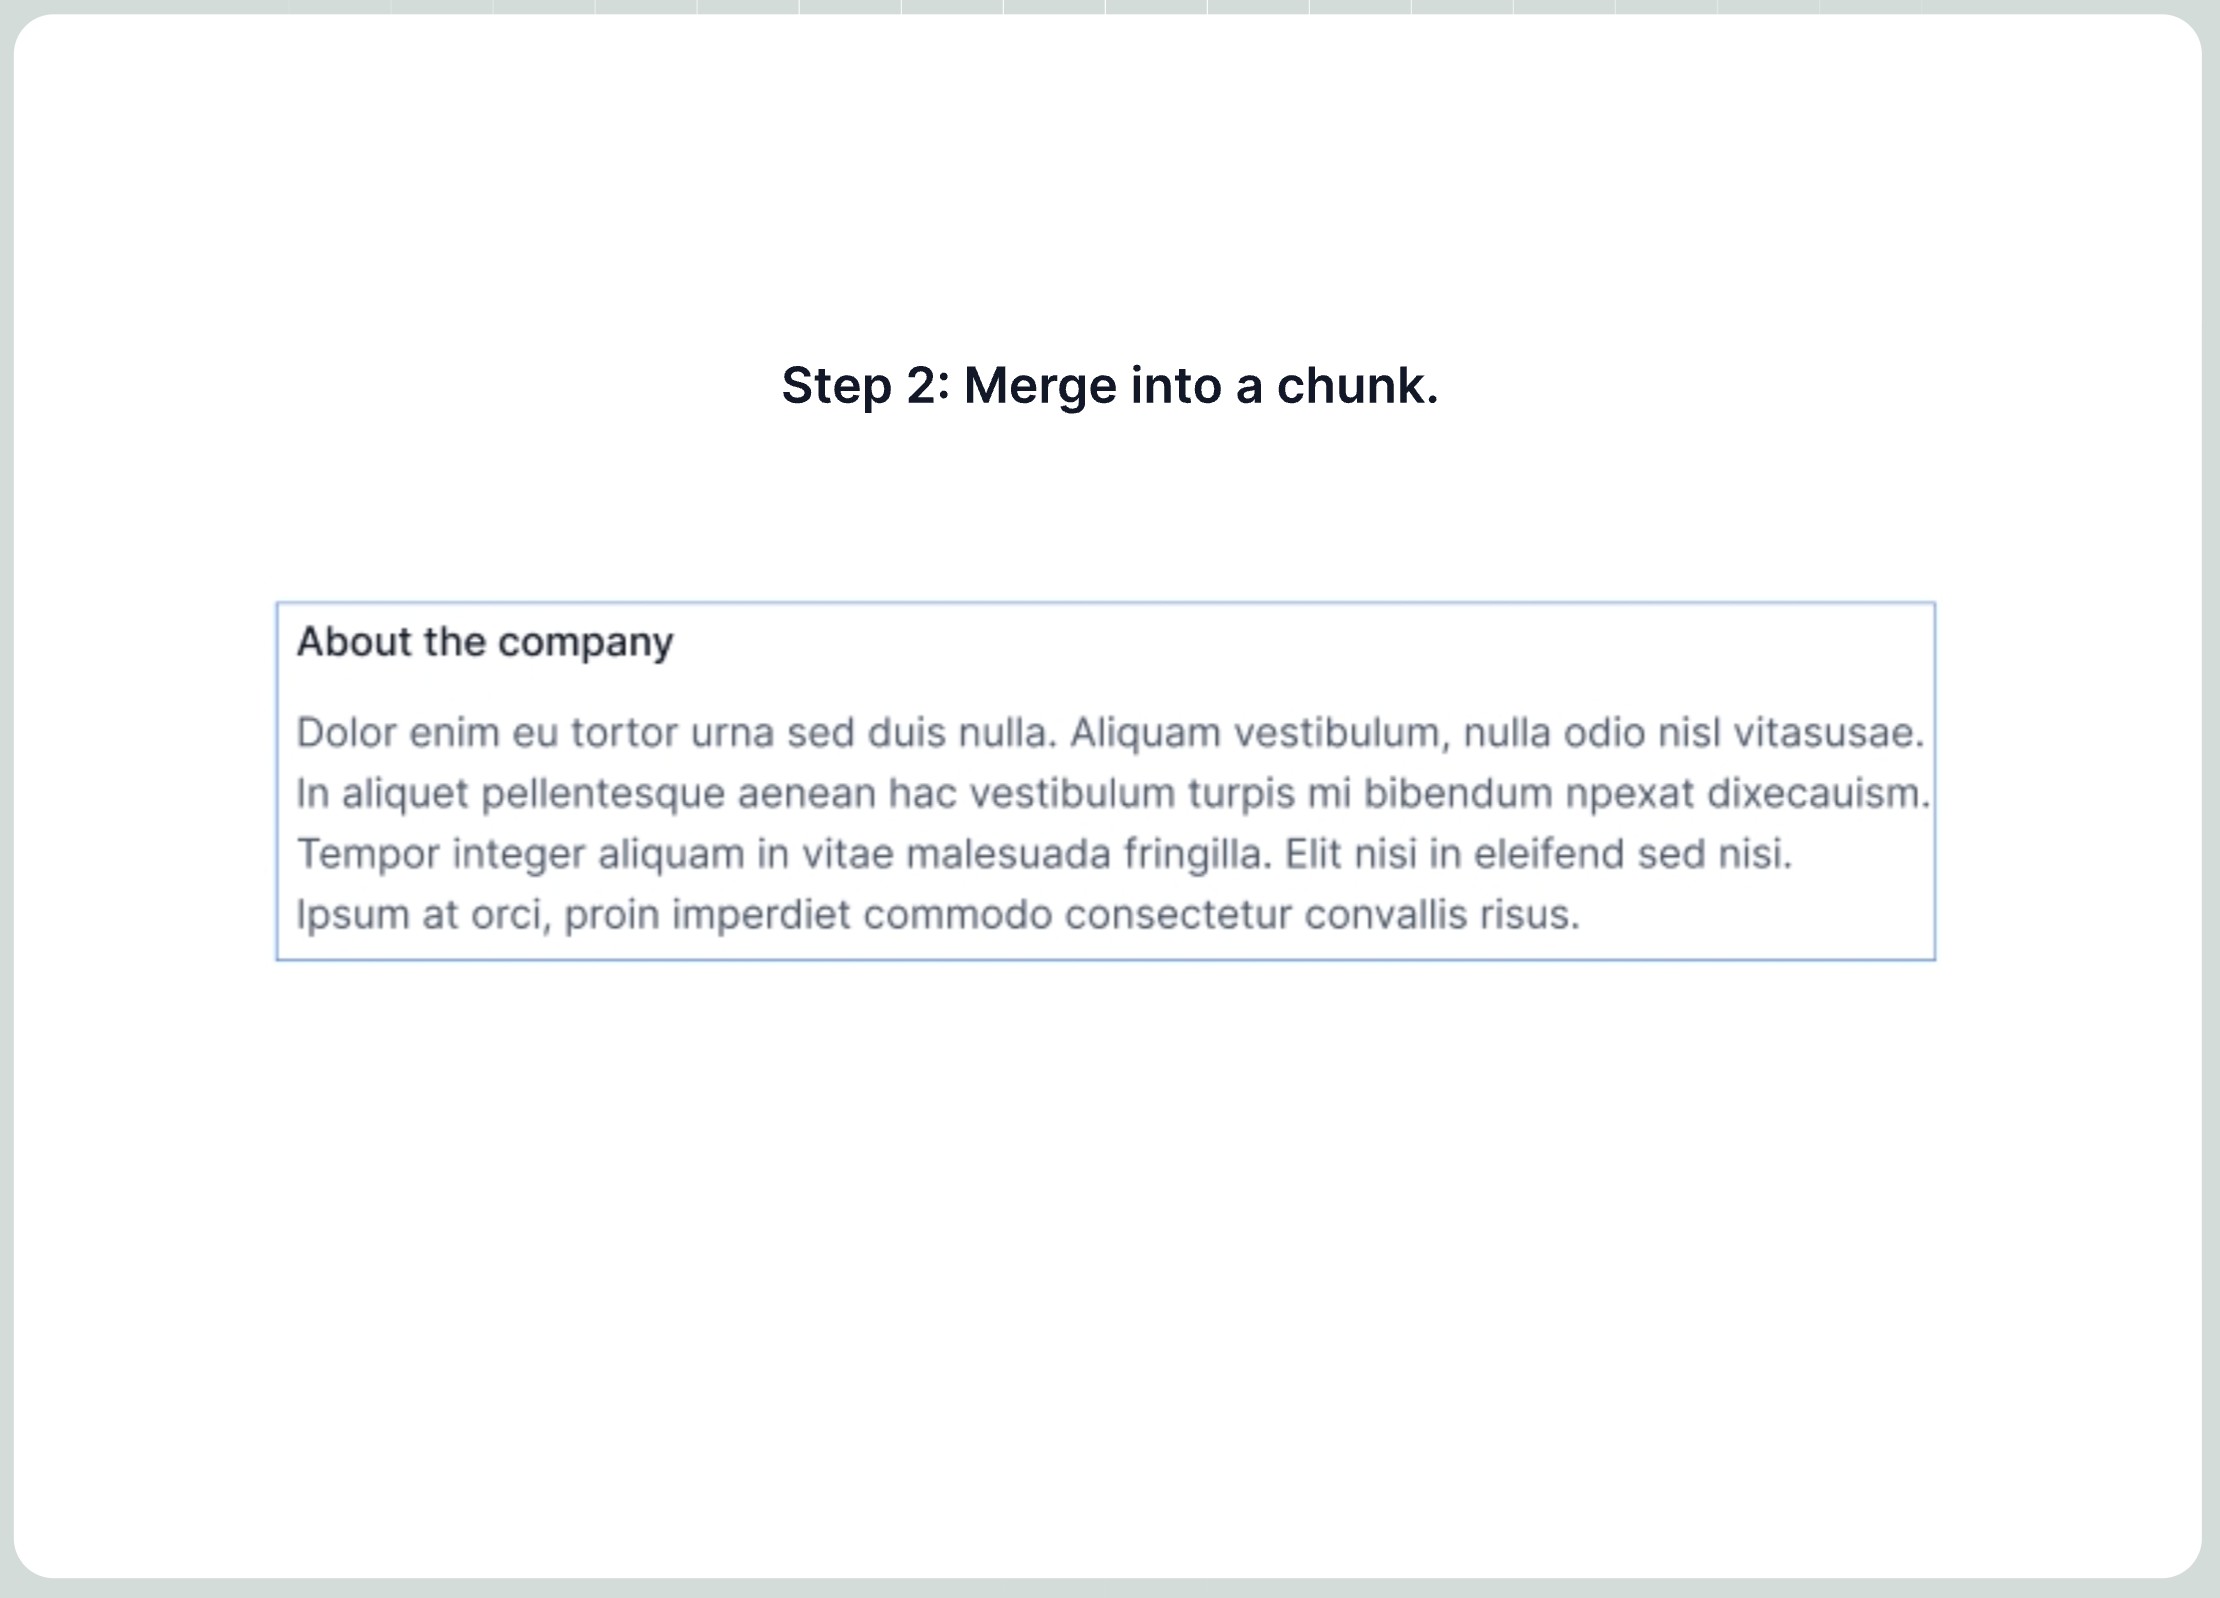 Step 2: Merge into a chunk.
About the company
Dolor enim eu tortor urna sed duis nulla. Aliquam vestibulum, nulla odio nisl vitasusae.
In aliquet pellentesque aenean hac vestibulum turpis mi bibendum npexat dixecauism.
Tempor integer aliquam in vitae malesuada fringilla. Elit nisi in eleifend sed nisi.
Ipsum at orci, proin imperdiet commodo consectetur convallis risus.